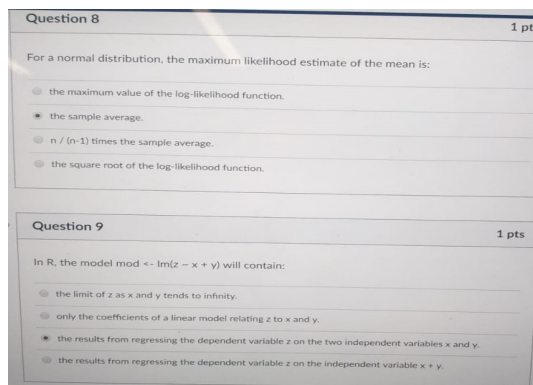 Question 8
1 pt
For a normal distribution, the maximum likelihood estimate of the mean is:
the maximum value of the log-likelihood function.
the sample average.
n / (n-1) times the sample average.
the square root of the log-likelihood function.
Question 9
1 pts
In R, the model mod <- lm(z ~ x + y) will contain:
the limit of z as x and y tends to infinity.
only the coefficients of a linear model relating z to x and y.
the results from regressing the dependent variable z on the two independent variables x and y.
the results from regressing the dependent variable z on the independent variable x + y.